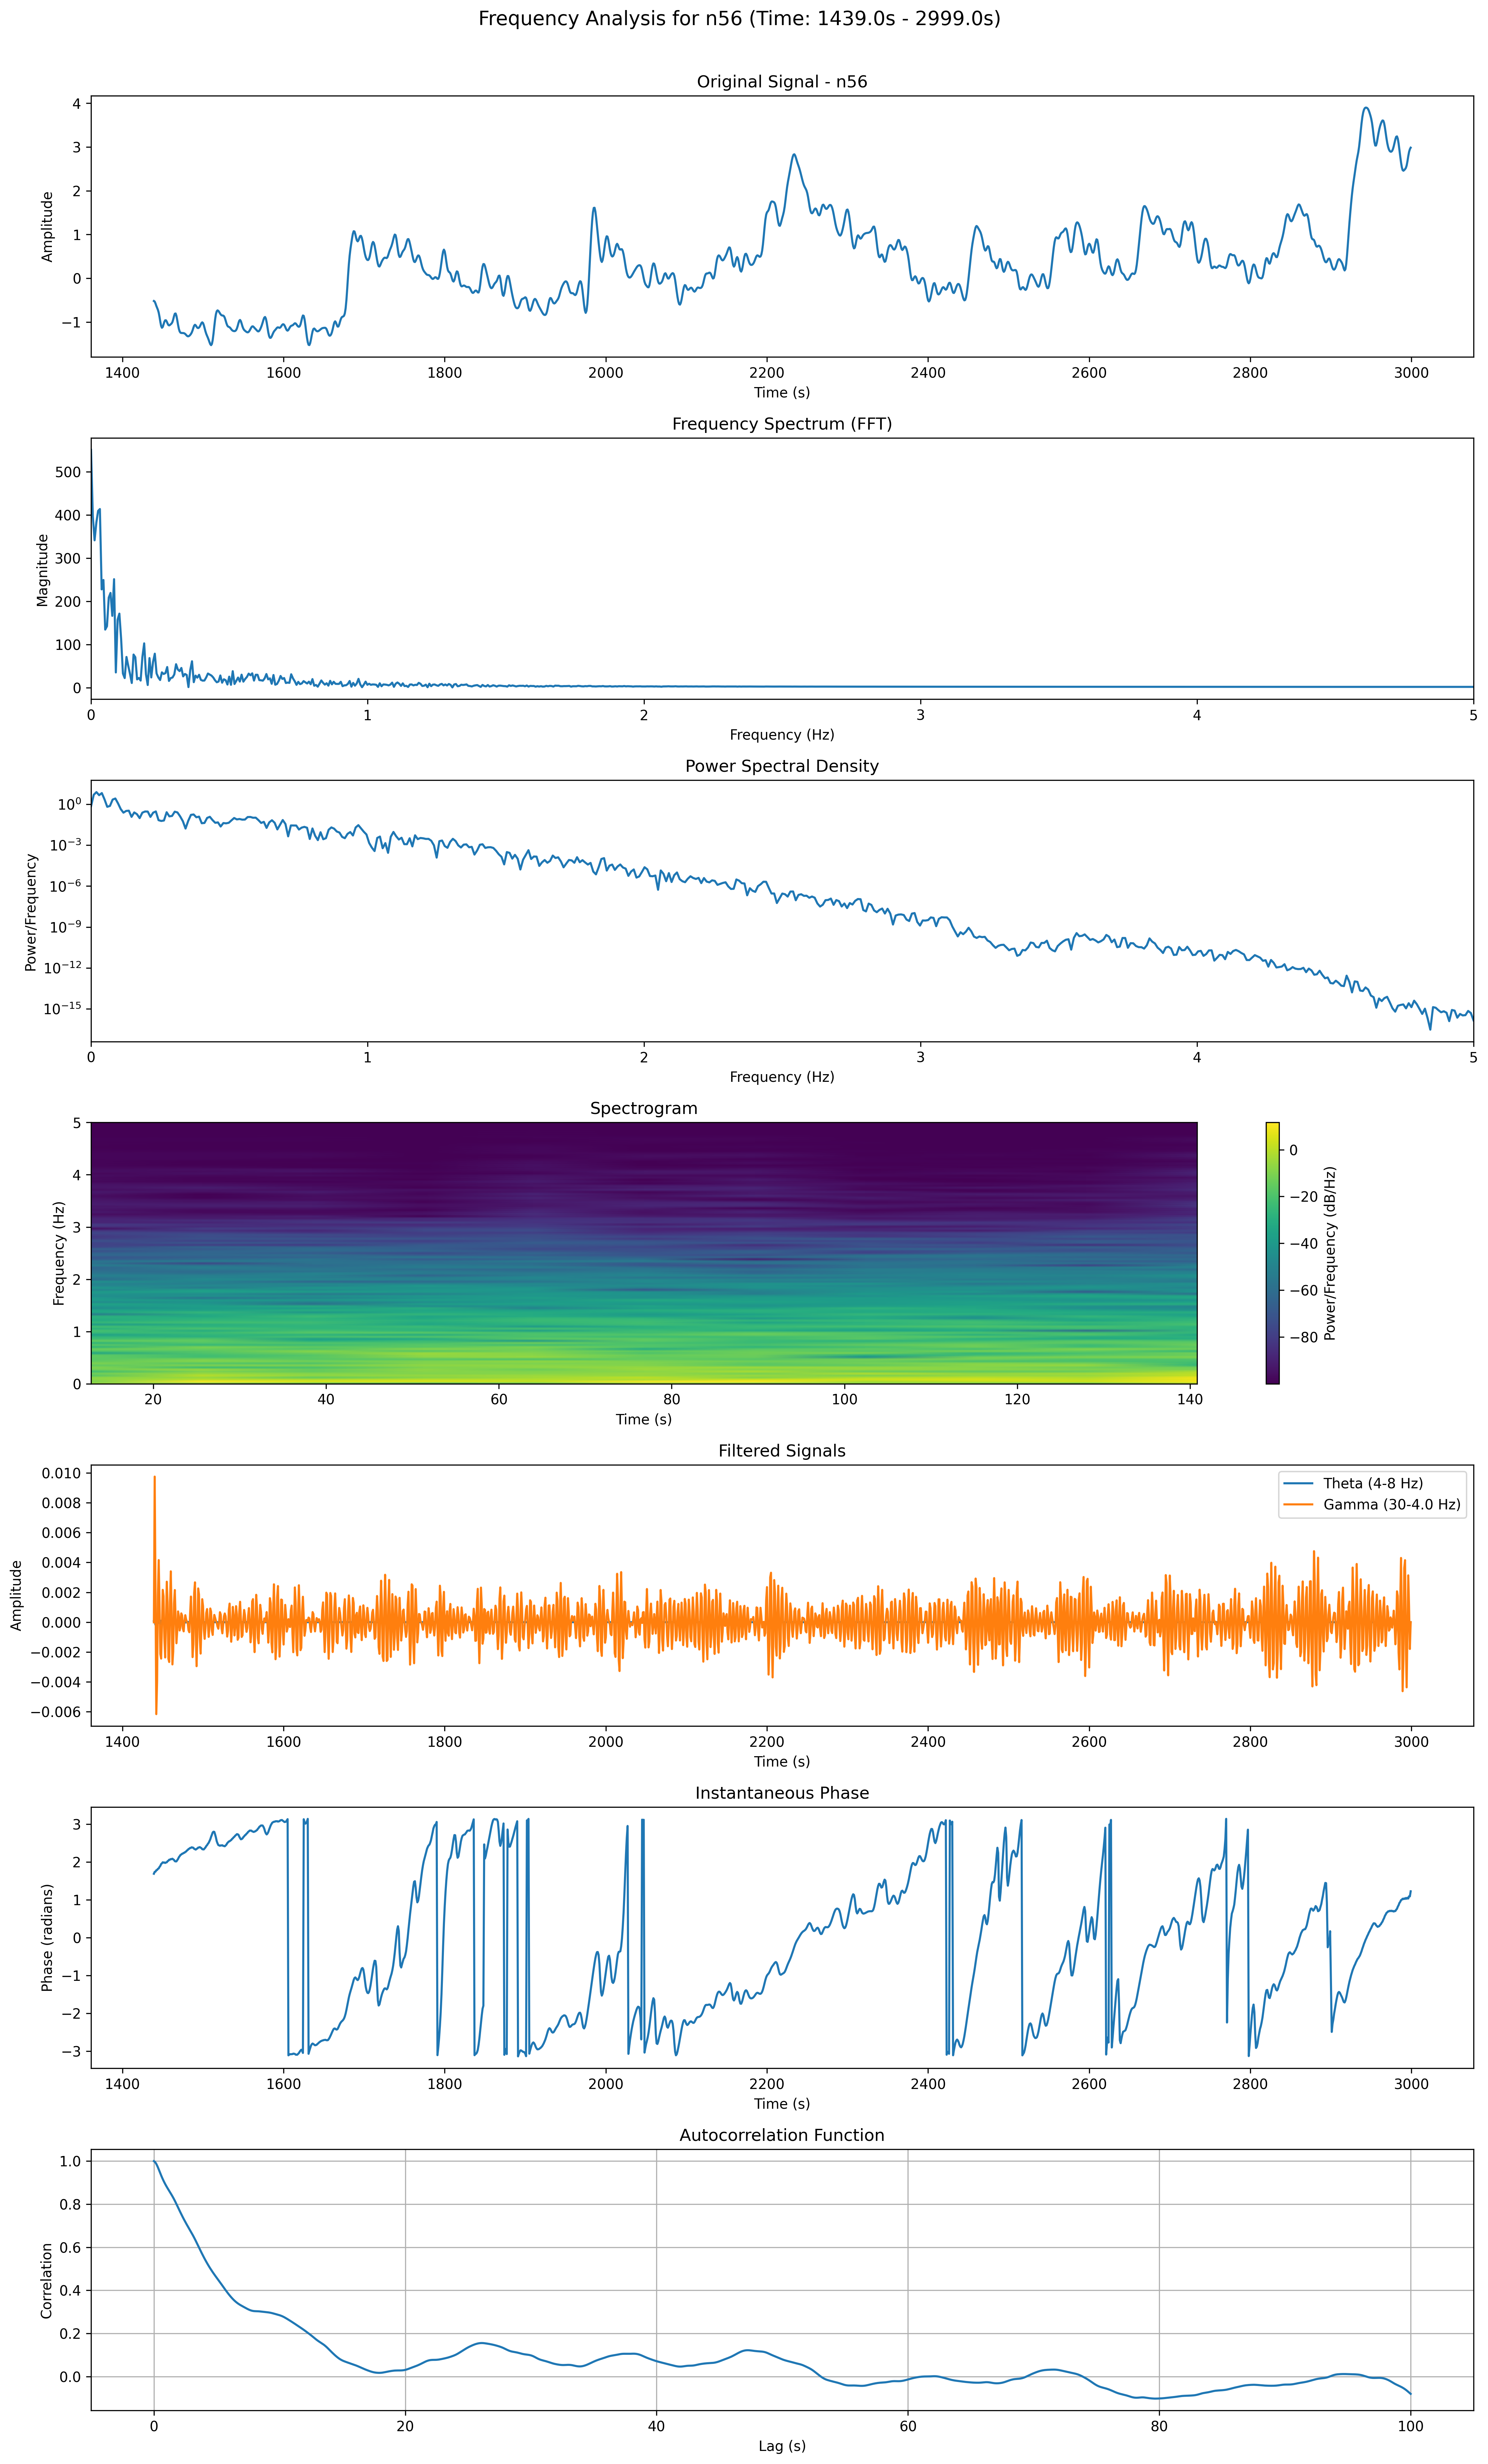 Frequency Analysis for n56 (Time: 1439.0s - 2999.0s)
Original Signal - n56
Amplitude
4
3
2
1
0
−1
1400 1600 1800 2000 2200 2400 2600 2800 3000
Time (s)
Frequency Spectrum (FFT)
Magnitude
500
400
300
200
100
0
0 1 2 3 4 5
Frequency (Hz)
Power Spectral Density
Power/Frequency
10⁰
10⁻³
10⁻⁶
10⁻⁹
10⁻¹²
10⁻¹⁵
0 1 2 3 4 5
Frequency (Hz)
Spectrogram
Frequency (Hz)
5
4
3
2
1
0
20 40 60 80 100 120 140
Time (s)
0
−20
−40
−60
−80
Power/Frequency (dB/Hz)
Filtered Signals
Theta (4-8 Hz)
Gamma (30-4.0 Hz)
Amplitude
0.010
0.008
0.006
0.004
0.002
0.000
−0.002
−0.004
−0.006
1400 1600 1800 2000 2200 2400 2600 2800 3000
Time (s)
Instantaneous Phase
Phase (radians)
3
2
1
0
−1
−2
−3
1400 1600 1800 2000 2200 2400 2600 2800 3000
Time (s)
Autocorrelation Function
Correlation
1.0
0.8
0.6
0.4
0.2
0.0
0 20 40 60 80 100
Lag (s)